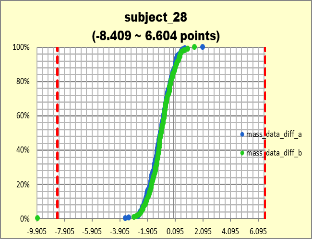 subject_28
(-8.409 ~ 6.604 points)
100%
80%
60%
40%
20%
0%
mass_data_diff_a
mass_data_diff_b
-9.905 -7.905 -5.905 -3.905 -1.905 0.095 2.095 4.095 6.095